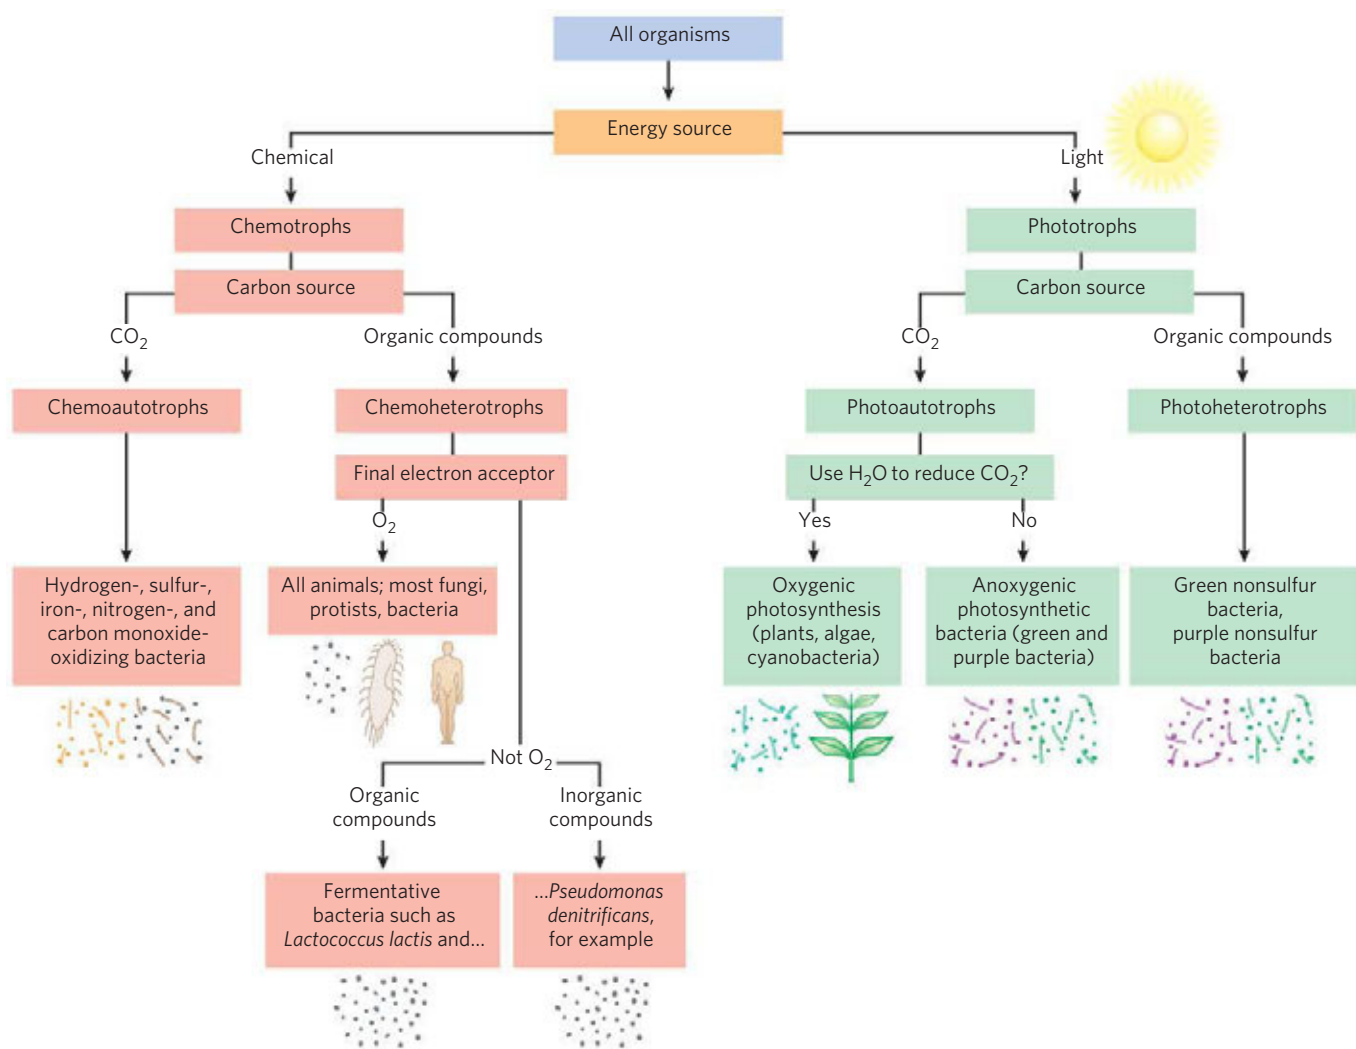 All organisms
Energy source
Chemical
Light
Chemotrophs
Phototrophs
Carbon source
Carbon source
CO₂
Organic compounds
CO₂
Organic compounds
Chemoautotrophs
Chemoheterotrophs
Photoautotrophs
Photoheterotrophs
Final electron acceptor
Use H₂O to reduce CO₂?
O₂
Yes
No
Hydrogen-, sulfur-,
iron-, nitrogen-, and
carbon monoxide-
oxidizing bacteria
All animals; most fungi,
protists, bacteria
Oxygenic
photosynthesis
(plants, algae,
cyanobacteria)
Anoxygenic
photosynthetic
bacteria (green and
purple bacteria)
Green nonsulfur
bacteria,
purple nonsulfur
bacteria
Not O₂
Organic
compounds
Inorganic
compounds
Fermentative
bacteria such as
Lactococcus lactis and...
...Pseudomonas
denitrificans,
for example